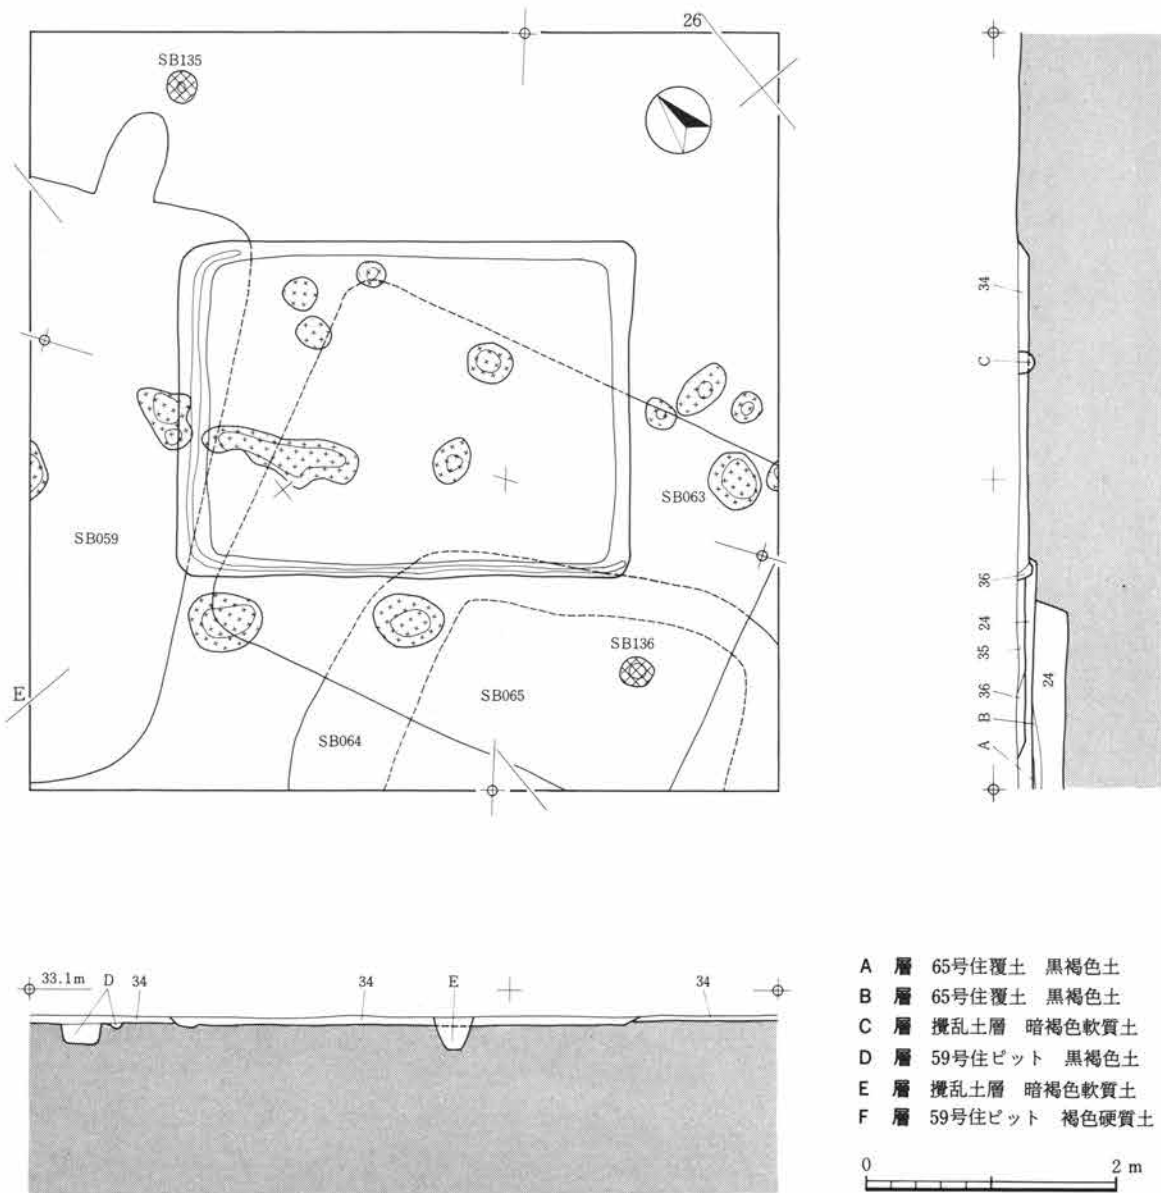 26
SB135
34
C
SB063
SB059
36
24
SB136
35
E
SB065
24
36
SB064
B
A
33.1m D 34 34 E 34
A 層 65号住覆土 黒褐色土
B 層 65号住覆土 黒褐色土
C 層 攪乱土層 暗褐色軟質土
D 層 59号住ピット 黒褐色土
E 層 攪乱土層 暗褐色軟質土
F 層 59号住ピット 褐色硬質土
0 2 m